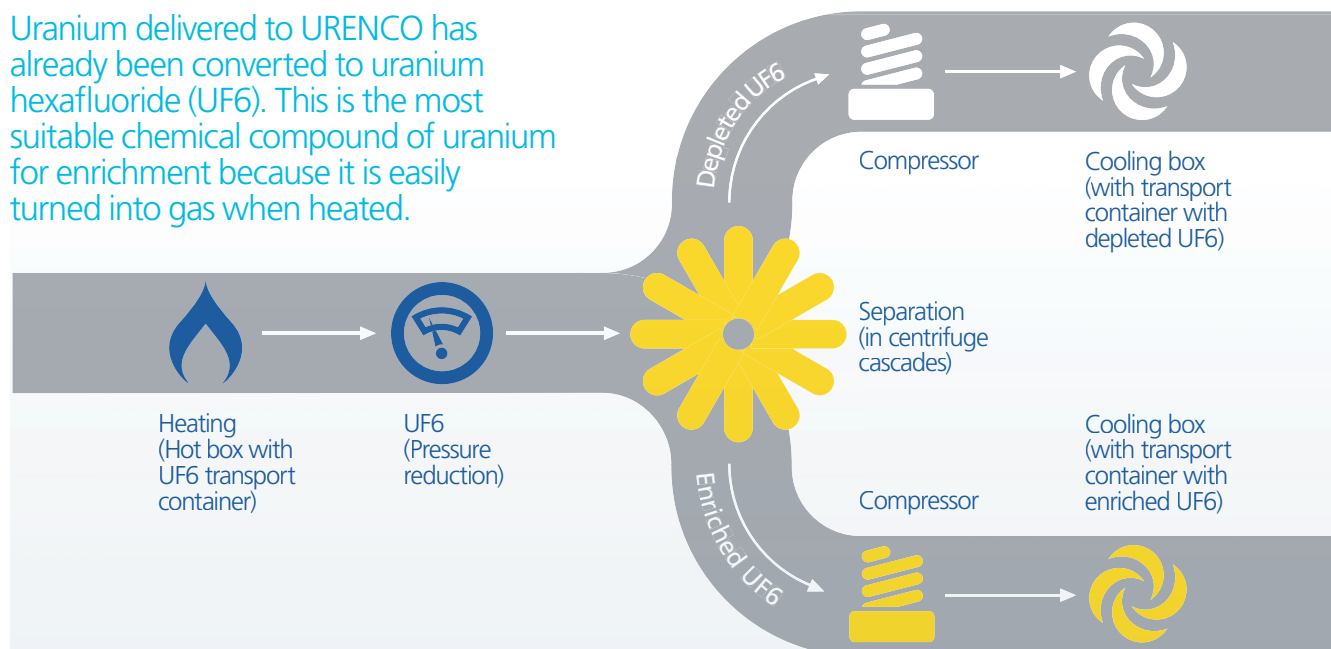 Uranium delivered to URENCO has
already been converted to uranium
hexafluoride (UF6). This is the most
suitable chemical compound of uranium
for enrichment because it is easily
turned into gas when heated.
Heating
(Hot box with
UF6 transport
container)
UF6
(Pressure
reduction)
Depleted UF6
Compressor
Cooling box
(with transport
container with
depleted UF6)
Separation
(in centrifuge
cascades)
Enriched UF6
Compressor
Cooling box
(with transport
container with
enriched UF6)